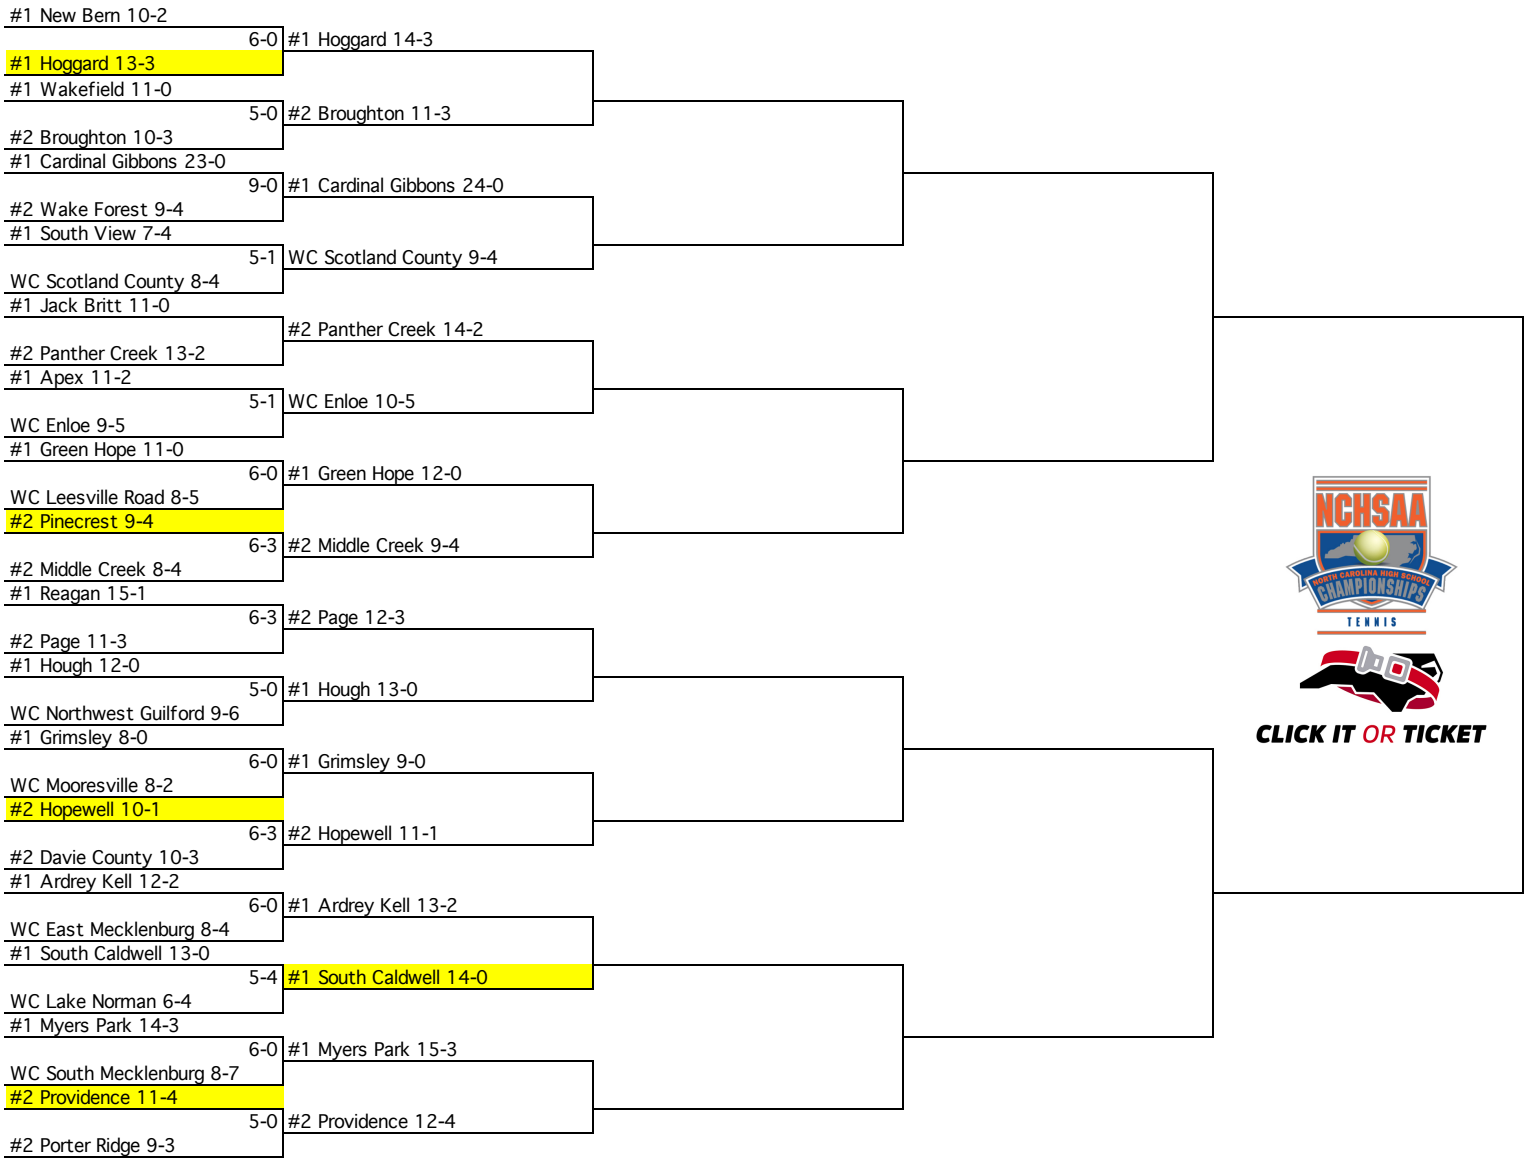 #1 New Bern 10-2
6-0 #1 Hoggard 14-3
#1 Hoggard 13-3
#1 Wakefield 11-0
5-0 #2 Broughton 11-3
#2 Broughton 10-3
#1 Cardinal Gibbons 23-0
9-0 #1 Cardinal Gibbons 24-0
#2 Wake Forest 9-4
#1 South View 7-4
5-1 WC Scotland County 9-4
WC Scotland County 8-4
#1 Jack Britt 11-0
#2 Panther Creek 14-2
#2 Panther Creek 13-2
#1 Apex 11-2
5-1 WC Enloe 10-5
WC Enloe 9-5
#1 Green Hope 11-0
6-0 #1 Green Hope 12-0
WC Leesville Road 8-5
#2 Pinecrest 9-4
6-3 #2 Middle Creek 9-4
#2 Middle Creek 8-4
#1 Reagan 15-1
6-3 #2 Page 12-3
#2 Page 11-3
#1 Hough 12-0
5-0 #1 Hough 13-0
WC Northwest Guilford 9-6
#1 Grimsley 8-0
6-0 #1 Grimsley 9-0
WC Mooresville 8-2
#2 Hopewell 10-1
6-3 #2 Hopewell 11-1
#2 Davie County 10-3
#1 Ardrey Kell 12-2
6-0 #1 Ardrey Kell 13-2
WC East Mecklenburg 8-4
#1 South Caldwell 13-0
5-4 #1 South Caldwell 14-0
WC Lake Norman 6-4
#1 Myers Park 14-3
6-0 #1 Myers Park 15-3
WC South Mecklenburg 8-7
#2 Providence 11-4
5-0 #2 Providence 12-4
#2 Porter Ridge 9-3
NCHSAA
NORTH CAROLINA HIGH SCHOOL
CHAMPIONSHIPS
TENNIS
CLICK IT OR TICKET